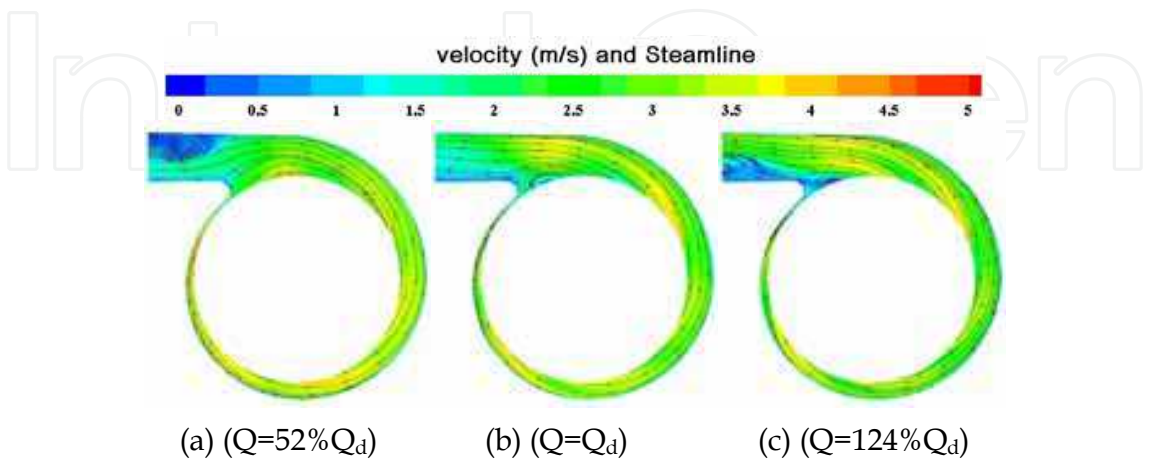 InTechOpen
velocity (m/s) and Steamline
0 0.5 1 1.5 2 2.5 3 3.5 4 4.5 5
(a) (Q=52%Qd) (b) (Q=Qd) (c) (Q=124%Qd)